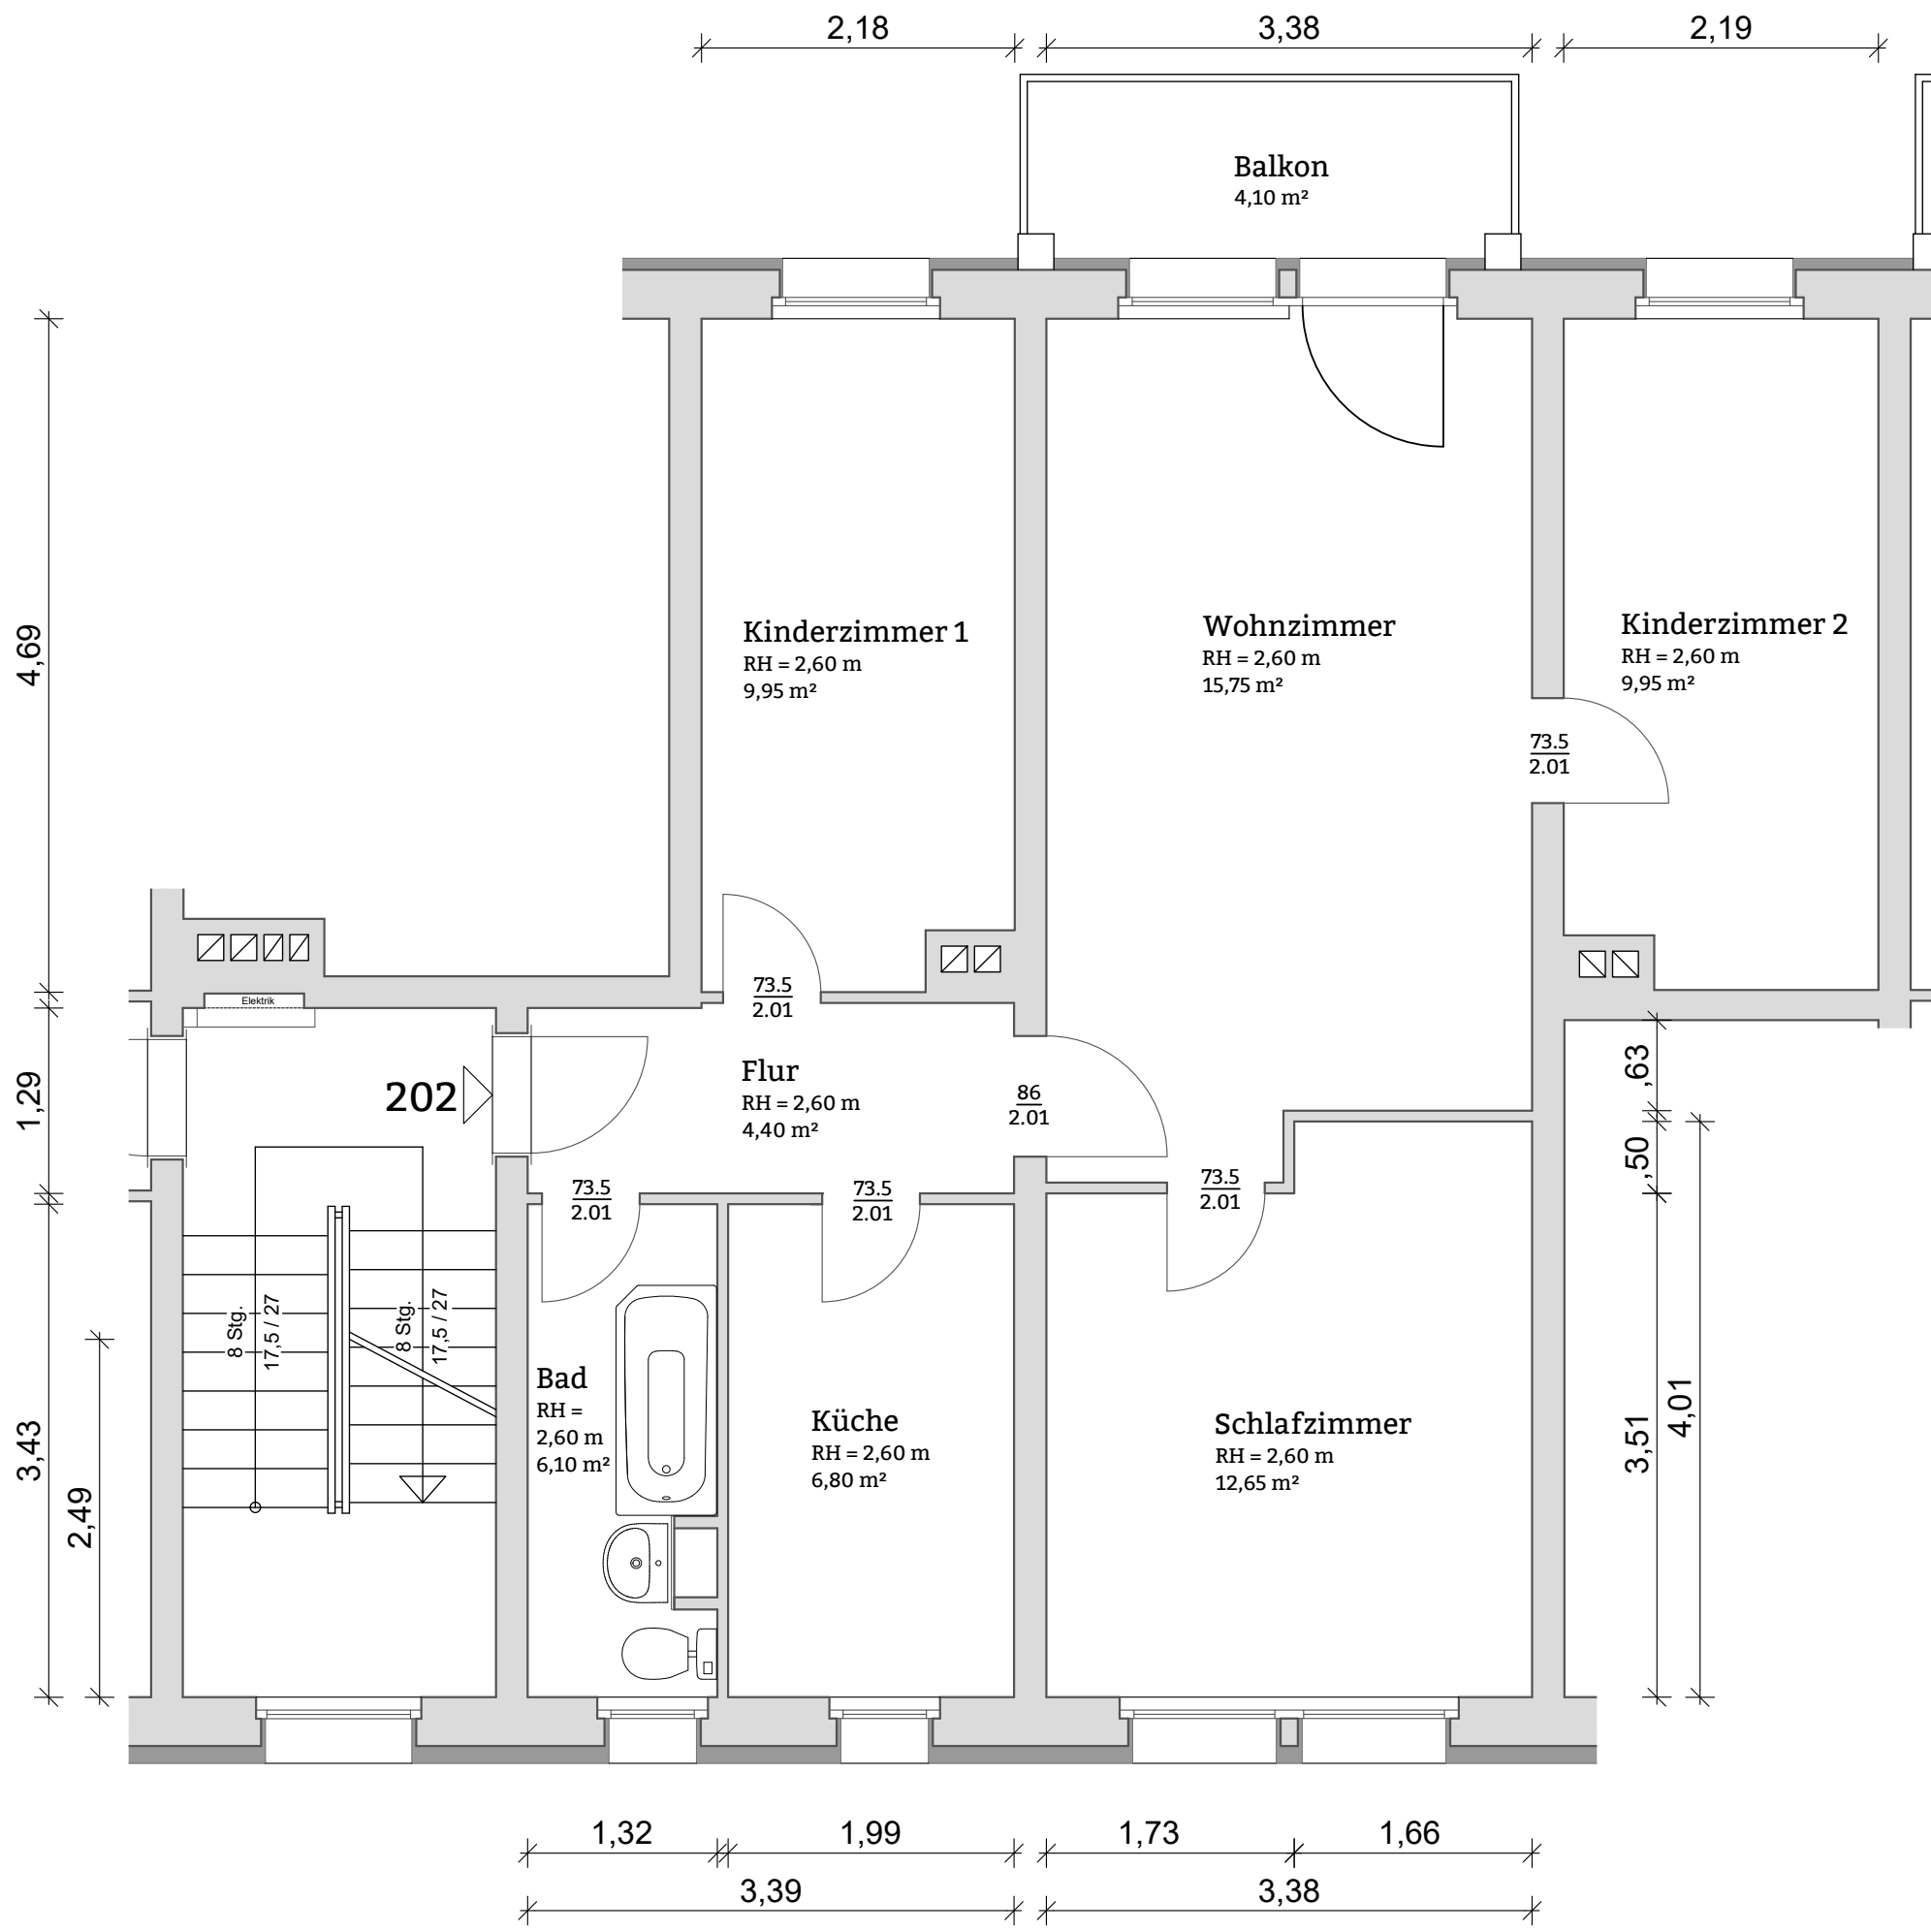 2,18
3,38
2,19
Balkon
4,10 m²
4,69
Kinderzimmer 1
RH = 2,60 m
9,95 m²
Wohnzimmer
RH = 2,60 m
15,75 m²
Kinderzimmer 2
RH = 2,60 m
9,95 m²
73.5
2.01
Elektrik
73.5
2.01
1,29
202
Flur
RH = 2,60 m
4,40 m²
86
2.01
,63
,50
73.5
2.01
73.5
2.01
73.5
2.01
8 Stg.
17,5 / 27
8 Stg.
17,5 / 27
3,43
2,49
Bad
RH =
2,60 m
6,10 m²
Küche
RH = 2,60 m
6,80 m²
Schlafzimmer
RH = 2,60 m
12,65 m²
3,51
4,01
1,32
1,99
1,73
1,66
3,39
3,38